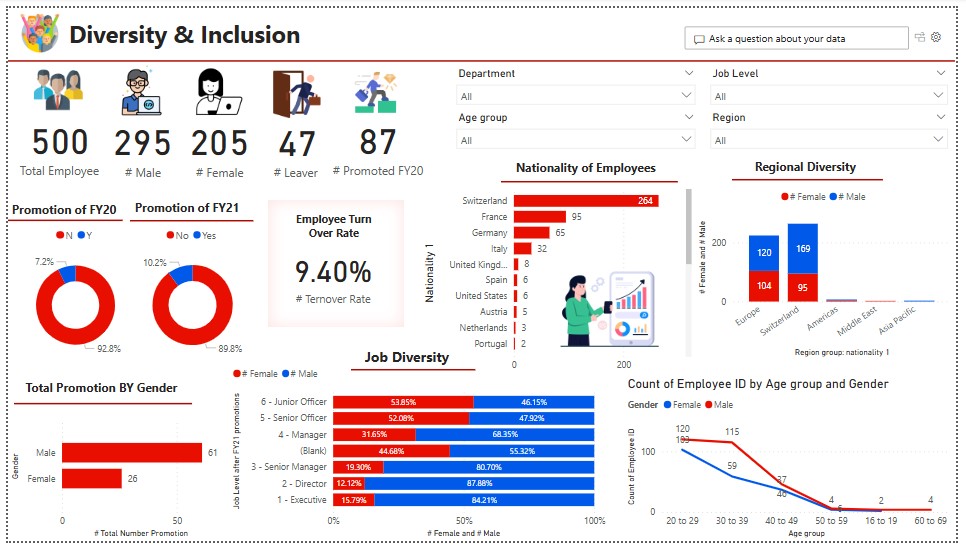 Diversity & Inclusion
Ask a question about your data
500
Total Employee
295
# Male
205
# Female
47
# Leaver
87
# Promoted FY20
Department
All
Job Level
All
Age group
All
Region
All
Promotion of FY20
N Y
7.2%
92.8%
Promotion of FY21
No Yes
10.2%
89.8%
Employee Turn
Over Rate
9.40%
# Ternover Rate
Nationality of Employees
Nationality 1
Switzerland 264
France 95
Germany 65
Italy 32
United Kingd... 8
Spain 6
United States 6
Austria 5
Netherlands 3
Portugal 2
0 200
Regional Diversity
# Female # Male
# Female and # Male
200
0
120 169
104 95
Europe Switzerland Americas Middle East Asia Pacific
Region group: nationality 1
Total Promotion BY Gender
Gender
Male 61
Female 26
0 50
# Total Number Promotion
Job Diversity
# Female # Male
Job Level after FY21 promotions
6 - Junior Officer 53.85% 46.15%
5 - Senior Officer 52.08% 47.92%
4 - Manager 31.65% 68.35%
(Blank) 44.68% 55.32%
3 - Senior Manager 19.30% 80.70%
2 - Director 12.12% 87.88%
1 - Executive 15.79% 84.21%
0% 50% 100%
# Female and # Male
Count of Employee ID by Age group and Gender
Gender Female Male
Count of Employee ID
100
0
120 115
103
59
37
46
4 2 4
20 to 29 30 to 39 40 to 49 50 to 59 16 to 19 60 to 69
Age group